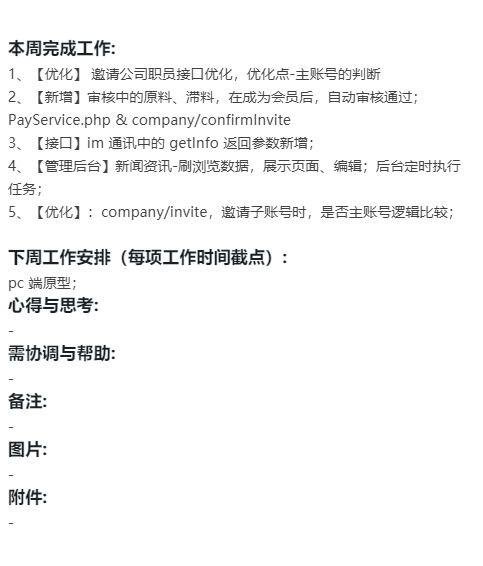 本周完成工作:
1、【优化】 邀请公司职员接口优化，优化点-主账号的判断
2、【新增】审核中的原料、滞料，在成为会员后，自动审核通过；
PayService.php & company/confirmInvite
3、【接口】im 通讯中的 getInfo 返回参数新增；
4、【管理后台】新闻资讯-刷浏览数据，展示页面、编辑；后台定时执行
任务；
5、【优化】：company/invite，邀请子账号时，是否主账号逻辑比较；
下周工作安排（每项工作时间截点）:
pc 端原型；
心得与思考:
-
需协调与帮助:
-
备注:
-
图片:
-
附件:
-